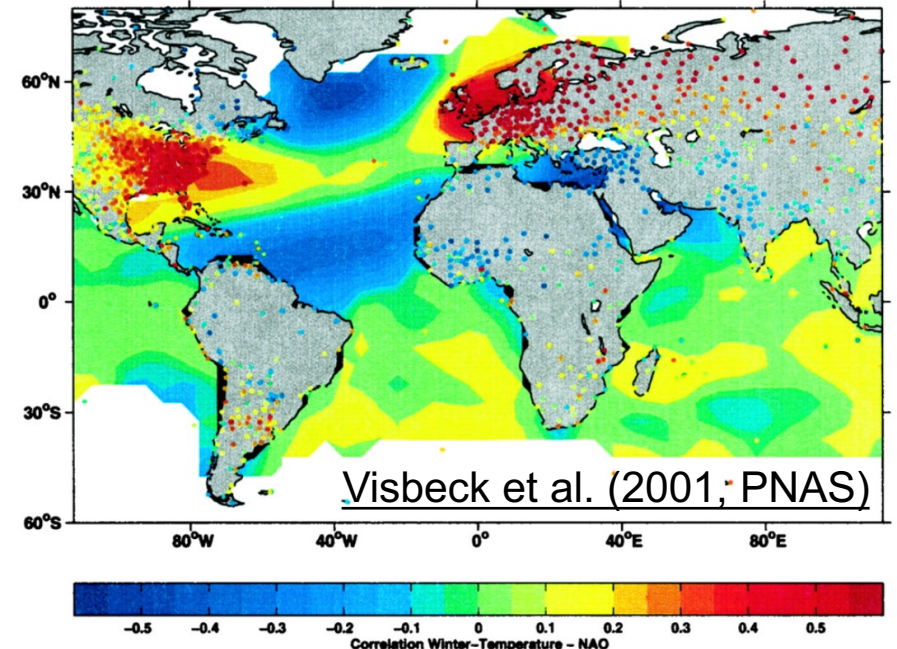 60°N
30°N
0°
30°S
Visbeck et al. (2001; PNAS)
60°S
80°W 40°W 0° 40°E 80°E
−0.5 −0.4 −0.3 −0.2 −0.1 0 0.1 0.2 0.3 0.4 0.5
Correlation Winter−Temperature − NAO